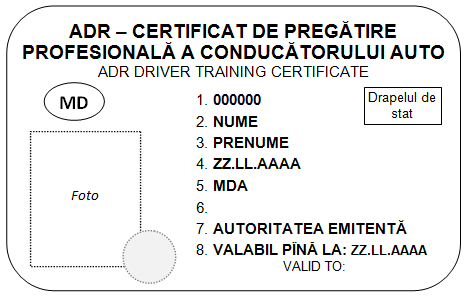 ADR – CERTIFICAT DE PREGĂTIRE
PROFESIONALĂ A CONDUCĂTORULUI AUTO
ADR DRIVER TRAINING CERTIFICATE
MD
Drapelul de
stat
Foto
1. 000000
2. NUME
3. PRENUME
4. ZZ.LL.AAAA
5. MDA
6.
7. AUTORITATEA EMITENTĂ
8. VALABIL PÎNĂ LA: ZZ.LL.AAAA
VALID TO: